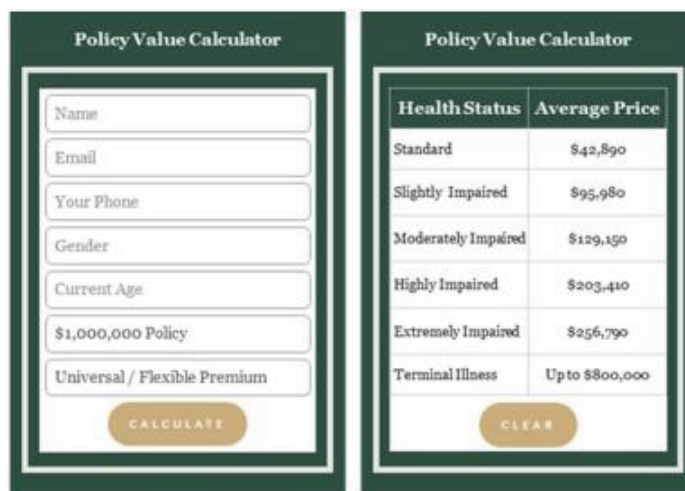 Policy Value Calculator
Name
Email
Your Phone
Gender
Current Age
$1,000,000 Policy
Universal / Flexible Premium
CALCULATE
Policy Value Calculator
Health Status Average Price
Standard $42,890
Slightly Impaired $95,980
Moderately Impaired $129,150
Highly Impaired $203,410
Extremely Impaired $256,790
Terminal Illness Up to $800,000
CLEAR